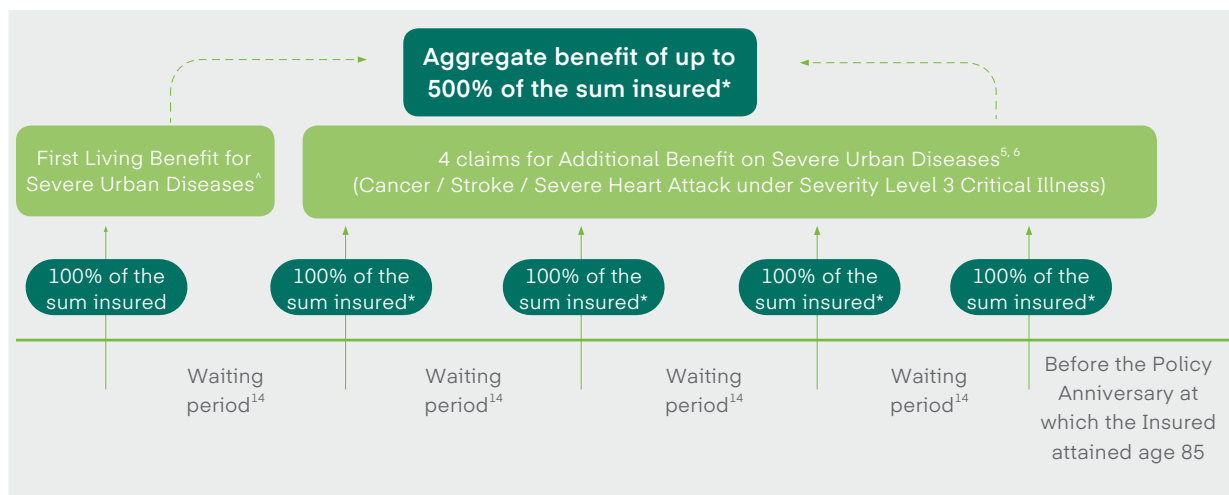 Aggregate benefit of up to
500% of the sum insured*
First Living Benefit for
Severe Urban Diseases^
4 claims for Additional Benefit on Severe Urban Diseases5, 6
(Cancer / Stroke / Severe Heart Attack under Severity Level 3 Critical Illness)
100% of the
sum insured
100% of the
sum insured*
100% of the
sum insured*
100% of the
sum insured*
100% of the
sum insured*
Waiting
period14
Waiting
period14
Waiting
period14
Waiting
period14
Before the Policy
Anniversary at
which the Insured
attained age 85